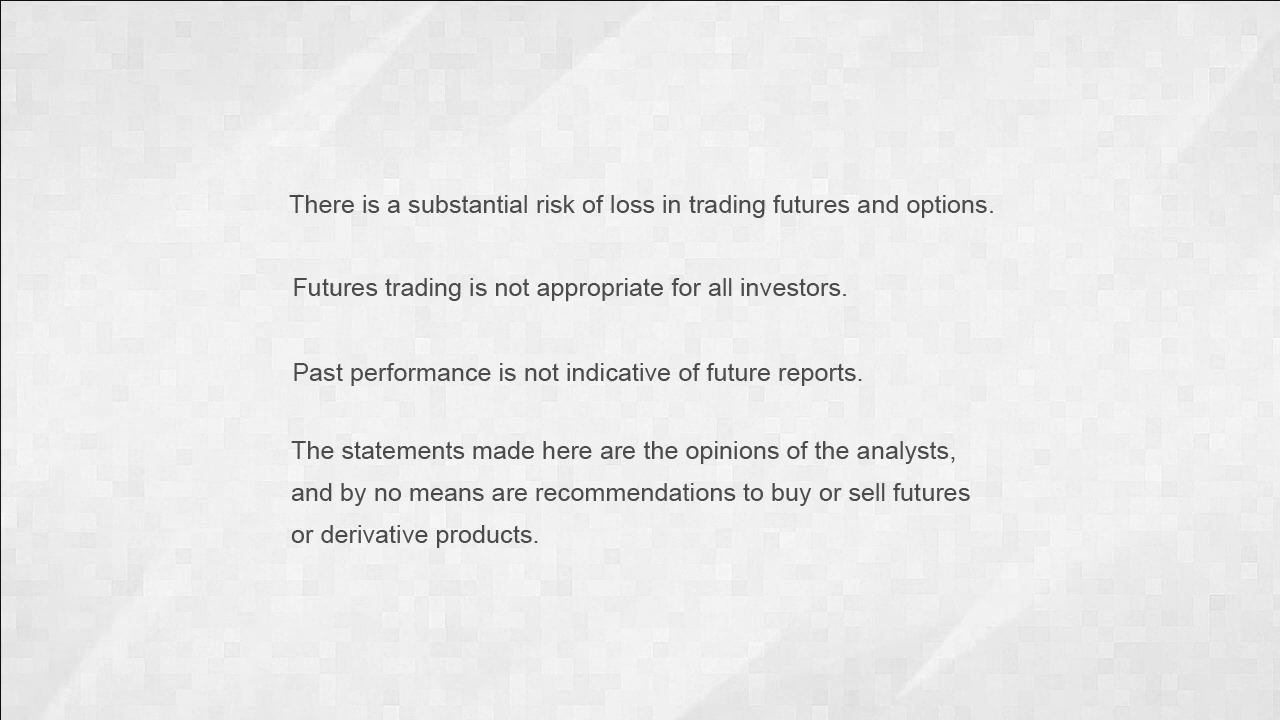 There is a substantial risk of loss in trading futures and options.
Futures trading is not appropriate for all investors.
Past performance is not indicative of future reports.
The statements made here are the opinions of the analysts,
and by no means are recommendations to buy or sell futures
or derivative products.